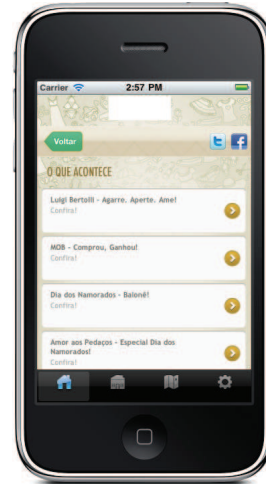 Carrier 2:57 PM
Voltar
O QUE ACONTECE
Luigi Bertolli - Agarre. Aperte. Ame!
Confira!
MOB - Comprou, Ganhou!
Confira!
Dia dos Namorados - Balonê!
Confira!
Amor aos Pedaços - Especial Dia dos
Namorados!
Confira!